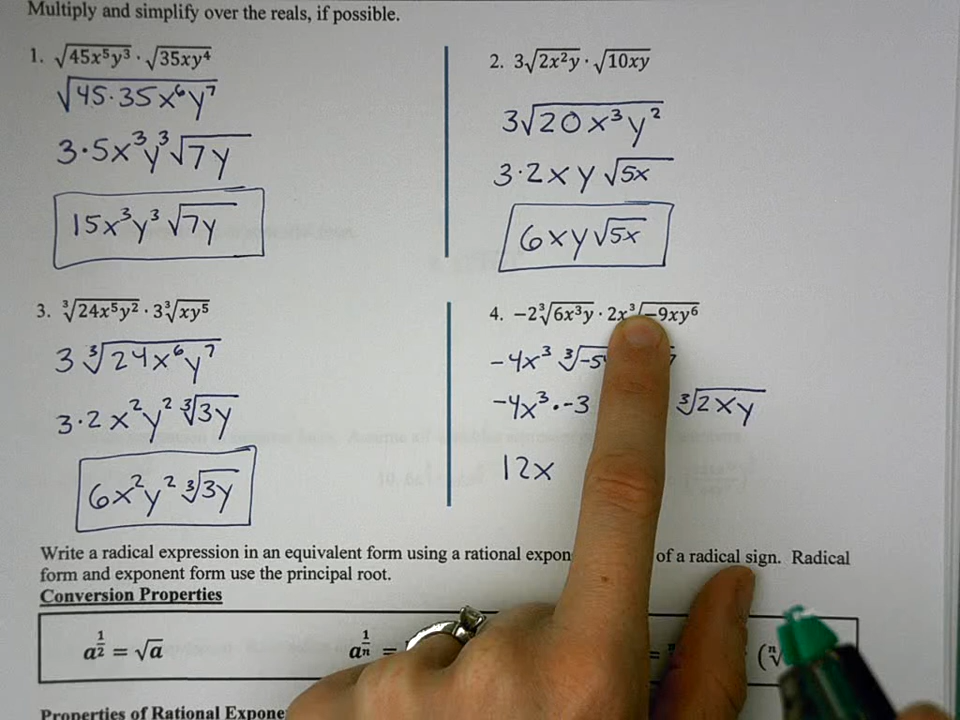 Multiply and simplify over the reals, if possible.
1. √45x⁵y³ · √35xy⁴
√45·35x⁶y⁷
3·5x³y³√7y
15x³y³√7y
2. 3√2x²y · √10xy
3√20x³y²
3·2xy√5x
6xy√5x
3. ∛24x⁵y² · 3∛xy⁵
3∛24x⁶y⁷
3·2x²y²∛3y
6x²y²∛3y
4. −2∛6x³y · 2x³√−9xy⁶
-4x³ ∛-5
-4x³·-3 ∛2xy
12x
Write a radical expression in an equivalent form using a rational of a radical sign. Radical
form and exponent form use the principal root.
Conversion Properties
a^(1/2) = √a a^(1/n) = = (ⁿ√
Properties of Rational